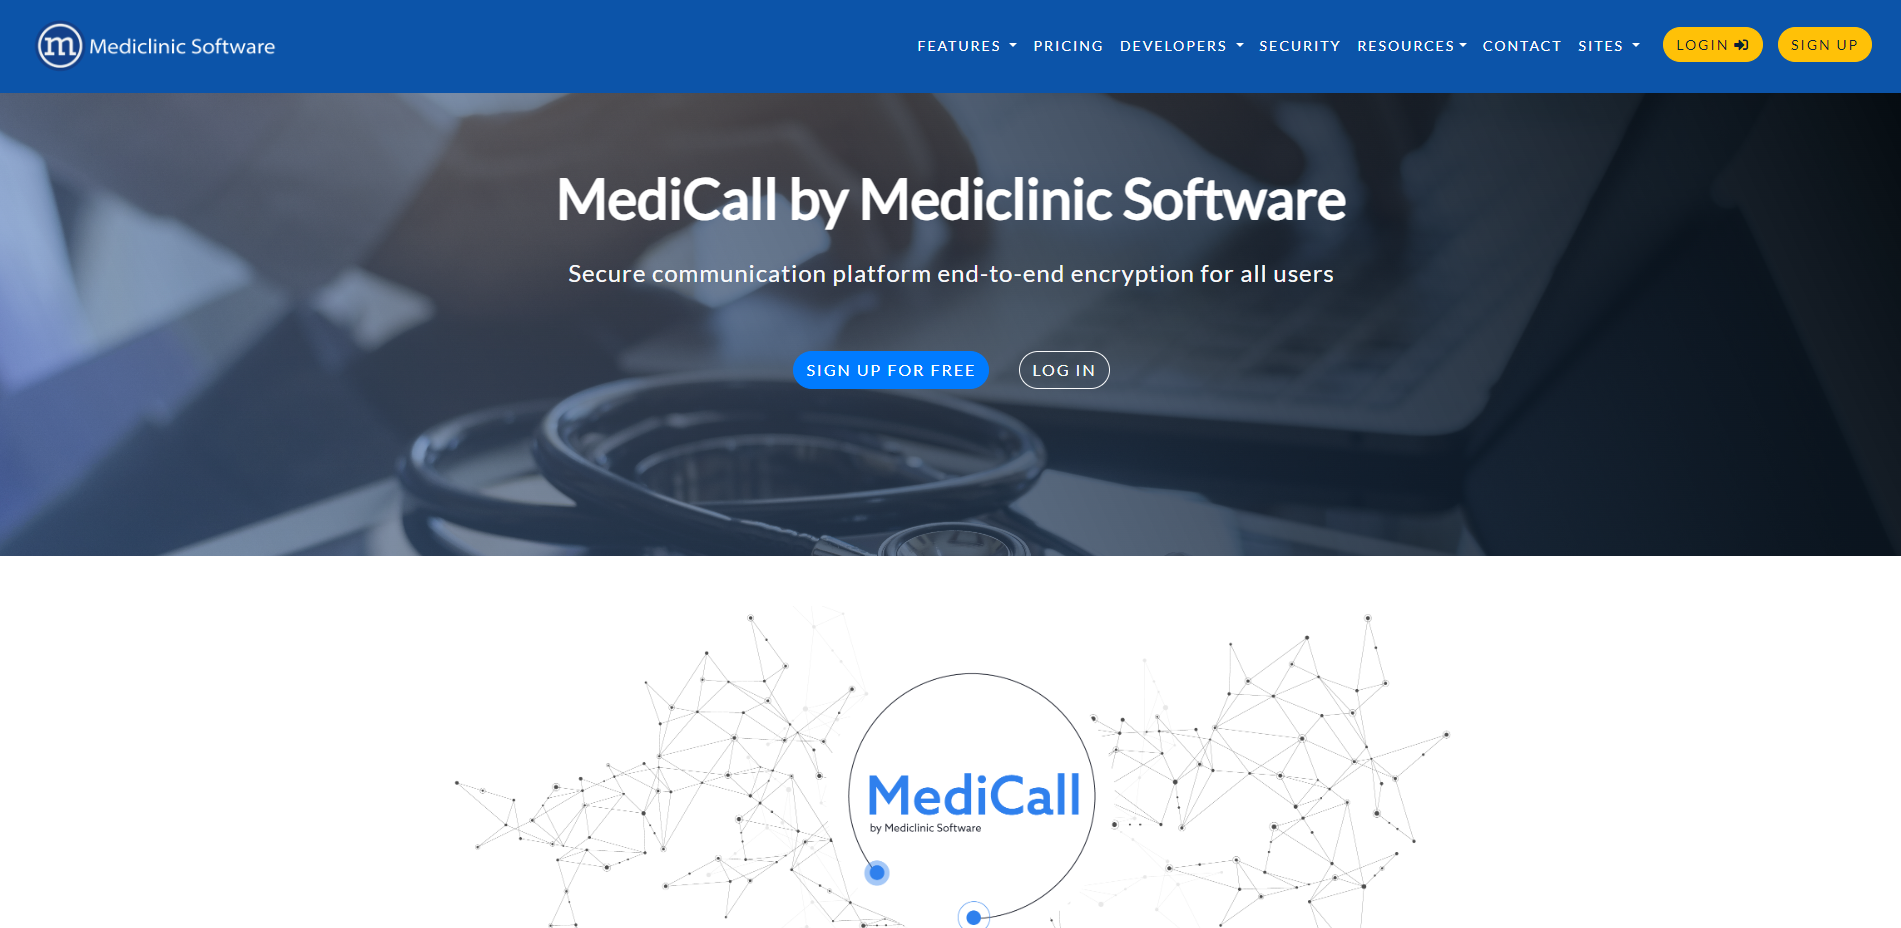 m Mediclinic Software
FEATURES PRICING DEVELOPERS SECURITY RESOURCES CONTACT SITES LOGIN SIGN UP
MediCall by Mediclinic Software
Secure communication platform end-to-end encryption for all users
SIGN UP FOR FREE LOG IN
MediCall
by Mediclinic Software